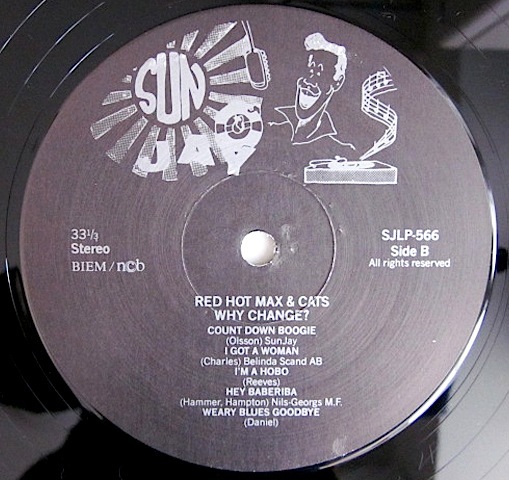 SUN
JAY
33 1/3
Stereo
BIEM / ncb
SJLP-566
Side B
All rights reserved
RED HOT MAX & CATS
WHY CHANGE?
COUNT DOWN BOOGIE
(Olsson) SunJay
I GOT A WOMAN
(Charles) Belinda Scand AB
I'M A HOBO
(Reeves)
HEY BABERIBA
(Hammer, Hampton) Nils-Georgs M.F.
WEARY BLUES GOODBYE
(Daniel)